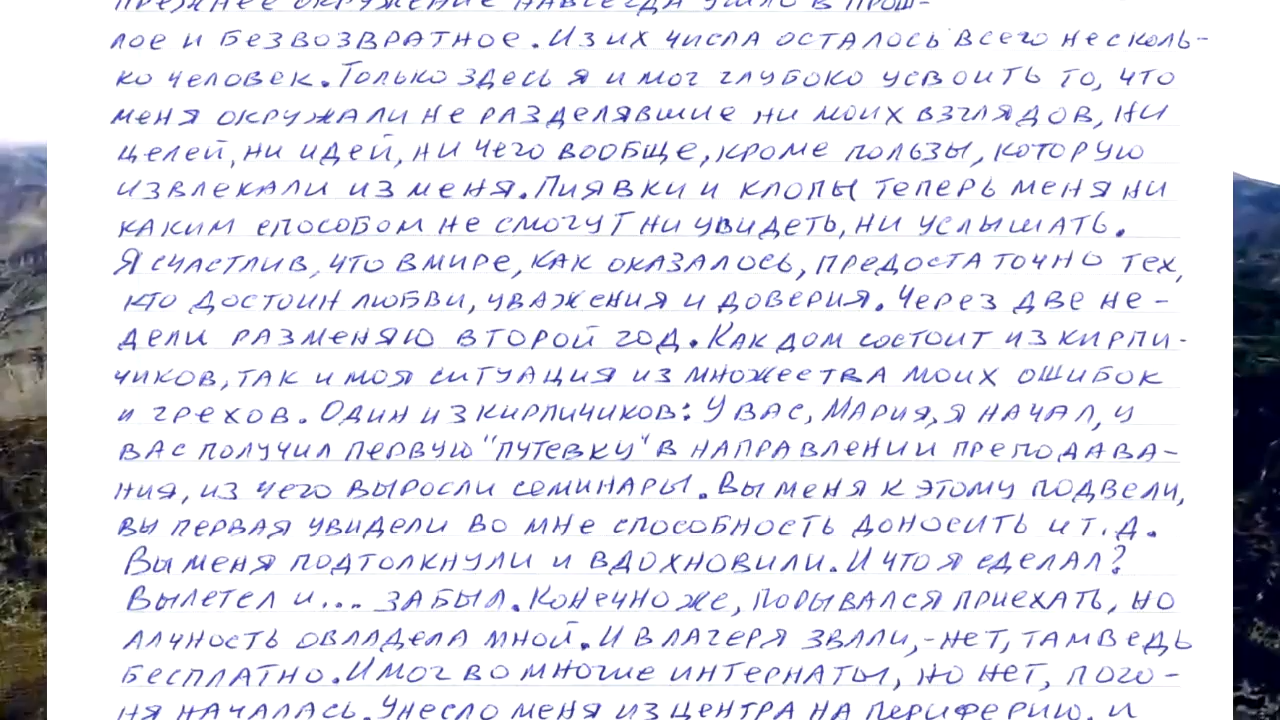 прежнее окружение навсегда ушло в прош-
лое и безвозвратное. Из их числа осталось всего несколь-
ко человек. Только здесь я и мог глубоко усвоить то, что
меня окружали не разделявшие ни моих взглядов, ни
целей, ни идей, ни чего вообще, кроме пользы, которую
извлекали из меня. Пиявки и клопы теперь меня ни
каким способом не смогут ни увидеть, ни услышать.
Я счастлив, что в мире, как оказалось, предостаточно тех,
кто достоин любви, уважения и доверия. Через две не-
дели разменяю второй год. Как дом состоит из кирпи-
чиков, так и моя ситуация из множества моих ошибок
и грехов. Один из кирпичиков: У вас, Мария, я начал, у
вас получил первую "путевку" в направлении преподава-
ния, из чего выросли семинары. Вы меня к этому подвели,
вы первая увидели во мне способность доносить и т.д.
Вы меня подтолкнули и вдохновили. И что я сделал?
Вылетел и... забыл. Конечно же, порывался приехать, но
алчность овладела мной. И в лагеря звали,-нет, там ведь
бесплатно. И мог во многие интернаты, но нет, пого-
ня началась. Унесло меня из центра на периферию. И